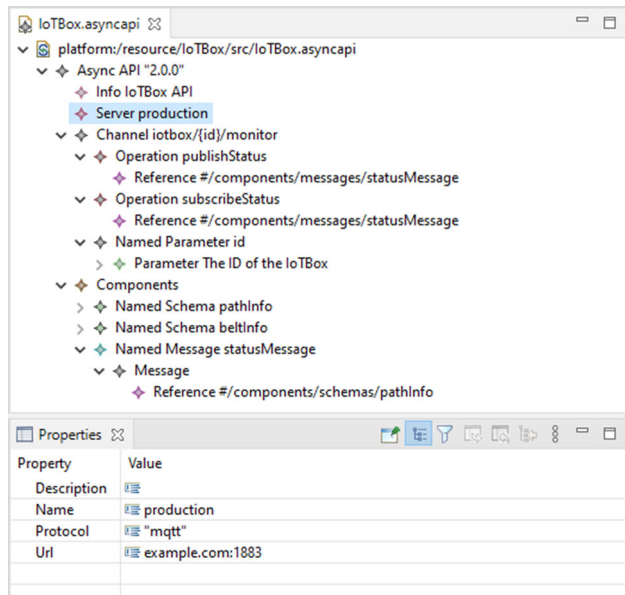 IoTBox.asyncapi
platform:/resource/IoTBox/src/IoTBox.asyncapi
Async API "2.0.0"
Info IoTBox API
Server production
Channel iotbox/{id}/monitor
Operation publishStatus
Reference #/components/messages/statusMessage
Operation subscribeStatus
Reference #/components/messages/statusMessage
Named Parameter id
Parameter The ID of the IoTBox
Components
Named Schema pathInfo
Named Schema beltInfo
Named Message statusMessage
Message
Reference #/components/schemas/pathInfo
Properties
Property Value
Description
Name production
Protocol "mqtt"
Url example.com:1883